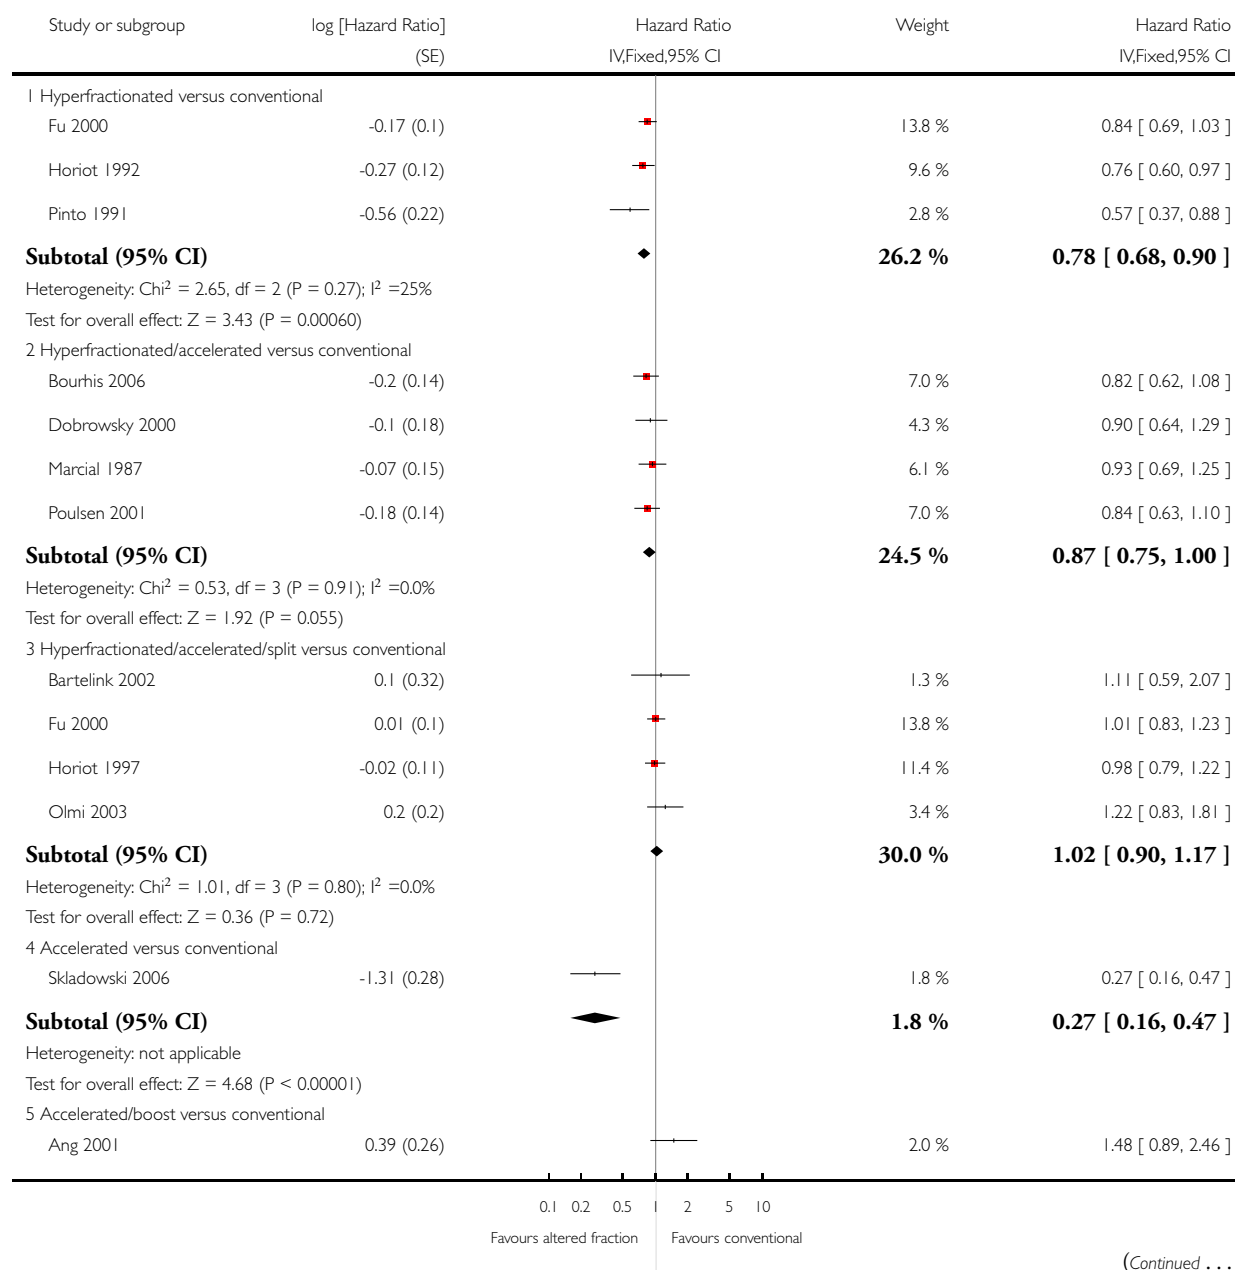 Study or subgroup log [Hazard Ratio] Hazard Ratio Weight Hazard Ratio
(SE) IV,Fixed,95% CI IV,Fixed,95% CI
1 Hyperfractionated versus conventional
Fu 2000 -0.17 (0.1) 13.8 % 0.84 [ 0.69, 1.03 ]
Horiot 1992 -0.27 (0.12) 9.6 % 0.76 [ 0.60, 0.97 ]
Pinto 1991 -0.56 (0.22) 2.8 % 0.57 [ 0.37, 0.88 ]
Subtotal (95% CI) 26.2 % 0.78 [ 0.68, 0.90 ]
Heterogeneity: Chi² = 2.65, df = 2 (P = 0.27); I² =25%
Test for overall effect: Z = 3.43 (P = 0.00060)
2 Hyperfractionated/accelerated versus conventional
Bourhis 2006 -0.2 (0.14) 7.0 % 0.82 [ 0.62, 1.08 ]
Dobrowsky 2000 -0.1 (0.18) 4.3 % 0.90 [ 0.64, 1.29 ]
Marcial 1987 -0.07 (0.15) 6.1 % 0.93 [ 0.69, 1.25 ]
Poulsen 2001 -0.18 (0.14) 7.0 % 0.84 [ 0.63, 1.10 ]
Subtotal (95% CI) 24.5 % 0.87 [ 0.75, 1.00 ]
Heterogeneity: Chi² = 0.53, df = 3 (P = 0.91); I² =0.0%
Test for overall effect: Z = 1.92 (P = 0.055)
3 Hyperfractionated/accelerated/split versus conventional
Bartelink 2002 0.1 (0.32) 1.3 % 1.11 [ 0.59, 2.07 ]
Fu 2000 0.01 (0.1) 13.8 % 1.01 [ 0.83, 1.23 ]
Horiot 1997 -0.02 (0.11) 11.4 % 0.98 [ 0.79, 1.22 ]
Olmi 2003 0.2 (0.2) 3.4 % 1.22 [ 0.83, 1.81 ]
Subtotal (95% CI) 30.0 % 1.02 [ 0.90, 1.17 ]
Heterogeneity: Chi² = 1.01, df = 3 (P = 0.80); I² =0.0%
Test for overall effect: Z = 0.36 (P = 0.72)
4 Accelerated versus conventional
Skladowski 2006 -1.31 (0.28) 1.8 % 0.27 [ 0.16, 0.47 ]
Subtotal (95% CI) 1.8 % 0.27 [ 0.16, 0.47 ]
Heterogeneity: not applicable
Test for overall effect: Z = 4.68 (P < 0.00001)
5 Accelerated/boost versus conventional
Ang 2001 0.39 (0.26) 2.0 % 1.48 [ 0.89, 2.46 ]
0.1 0.2 0.5 1 2 5 10
Favours altered fraction Favours conventional
(Continued . . .